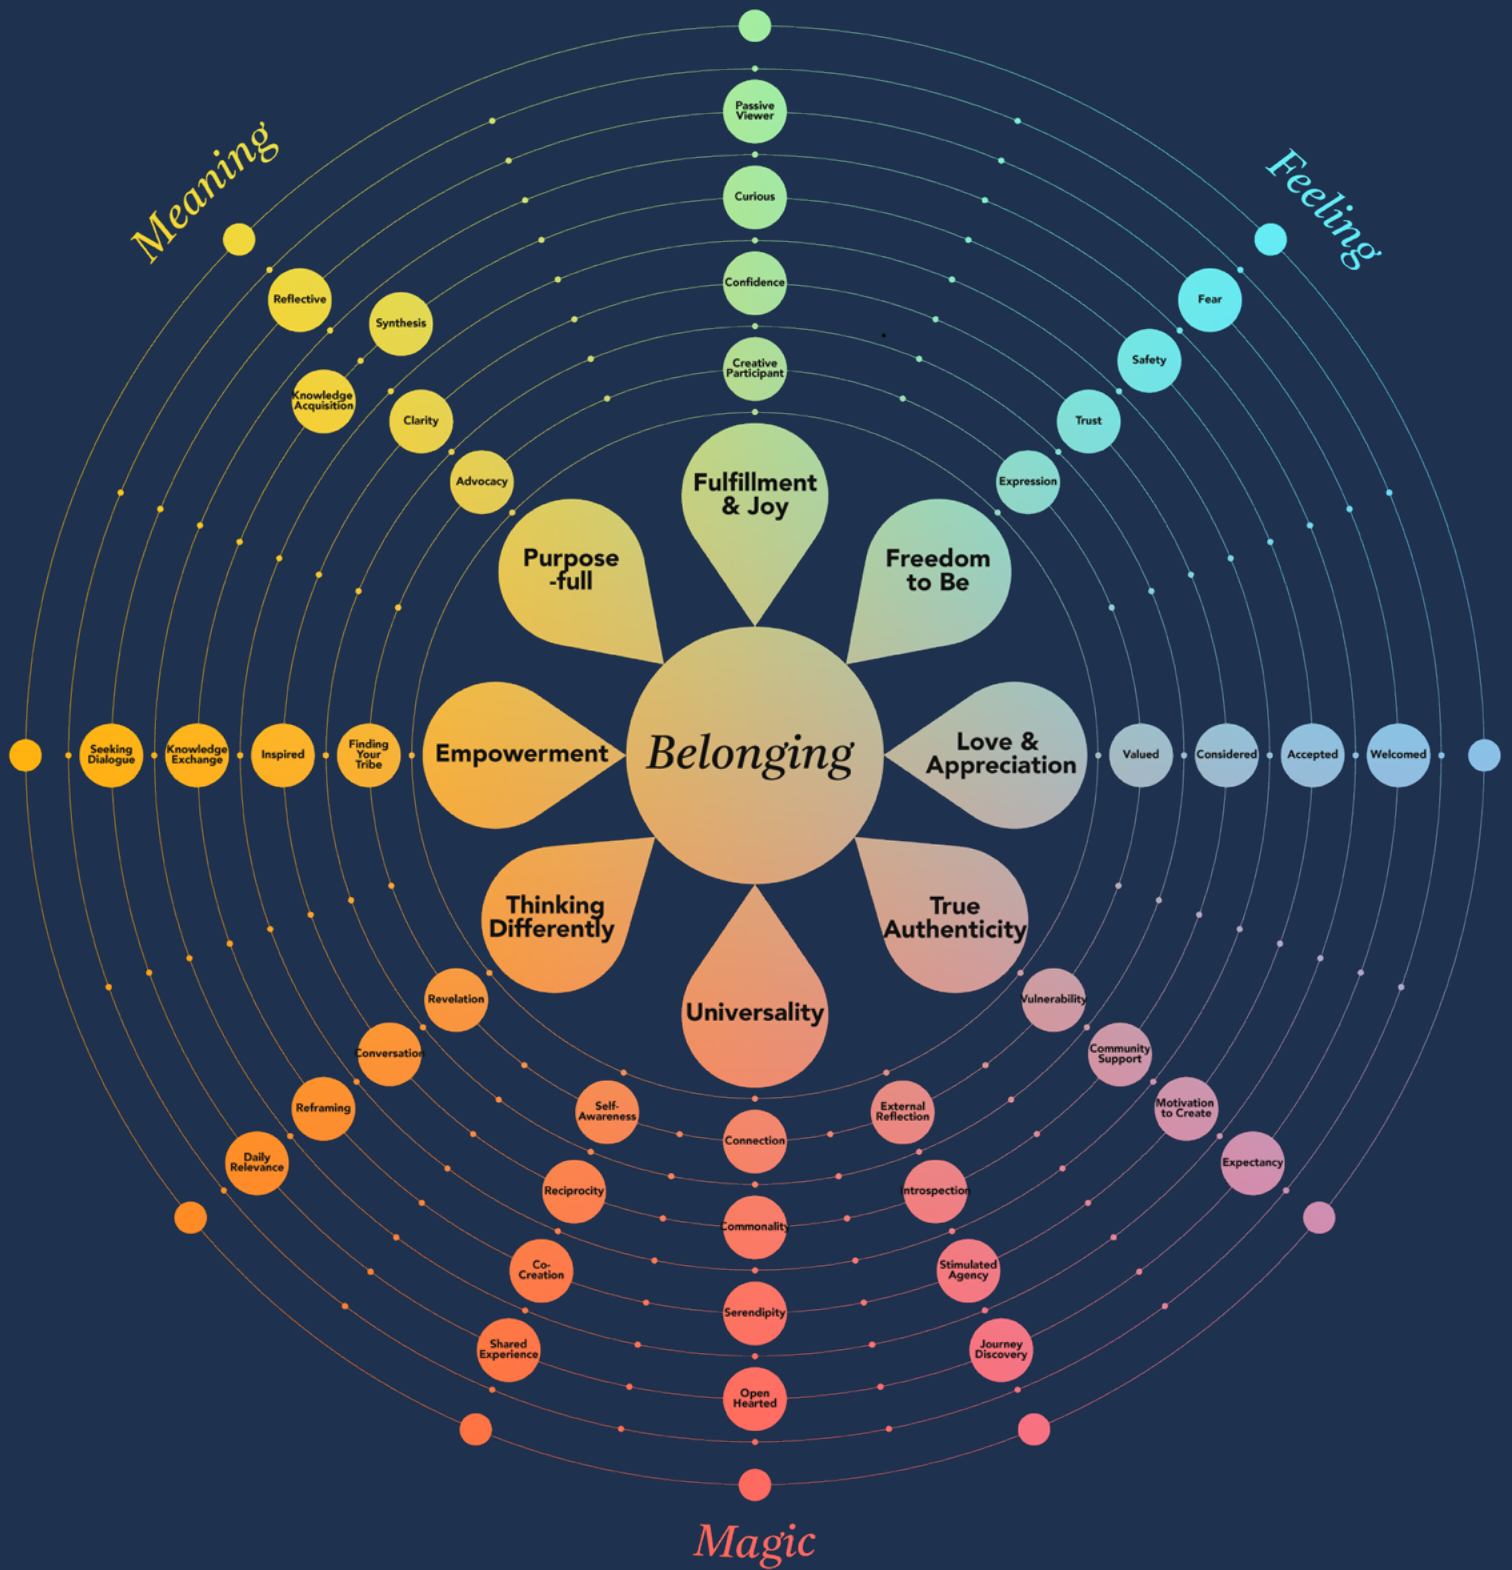 Meaning
Feeling
Passive
Viewer
Curious
Confidence
Creative
Participant
Fulfillment
& Joy
Reflective
Synthesis
Knowledge
Acquisition
Clarity
Advocacy
Purpose
-full
Fear
Safety
Trust
Expression
Freedom
to Be
Seeking
Dialogue
Knowledge
Exchange
Inspired
Finding
Your
Tribe
Empowerment
Belonging
Love &
Appreciation
Valued
Considered
Accepted
Welcomed
Thinking
Differently
Revelation
Conversation
Reframing
Daily
Relevance
Universality
True
Authenticity
Vulnerability
Community
Support
Motivation
to Create
Expectancy
Self-
Awareness
Reciprocity
Co-
Creation
Shared
Experience
Connection
Commonality
Serendipity
Open
Hearted
External
Reflection
Introspection
Stimulated
Agency
Journey
Discovery
Magic